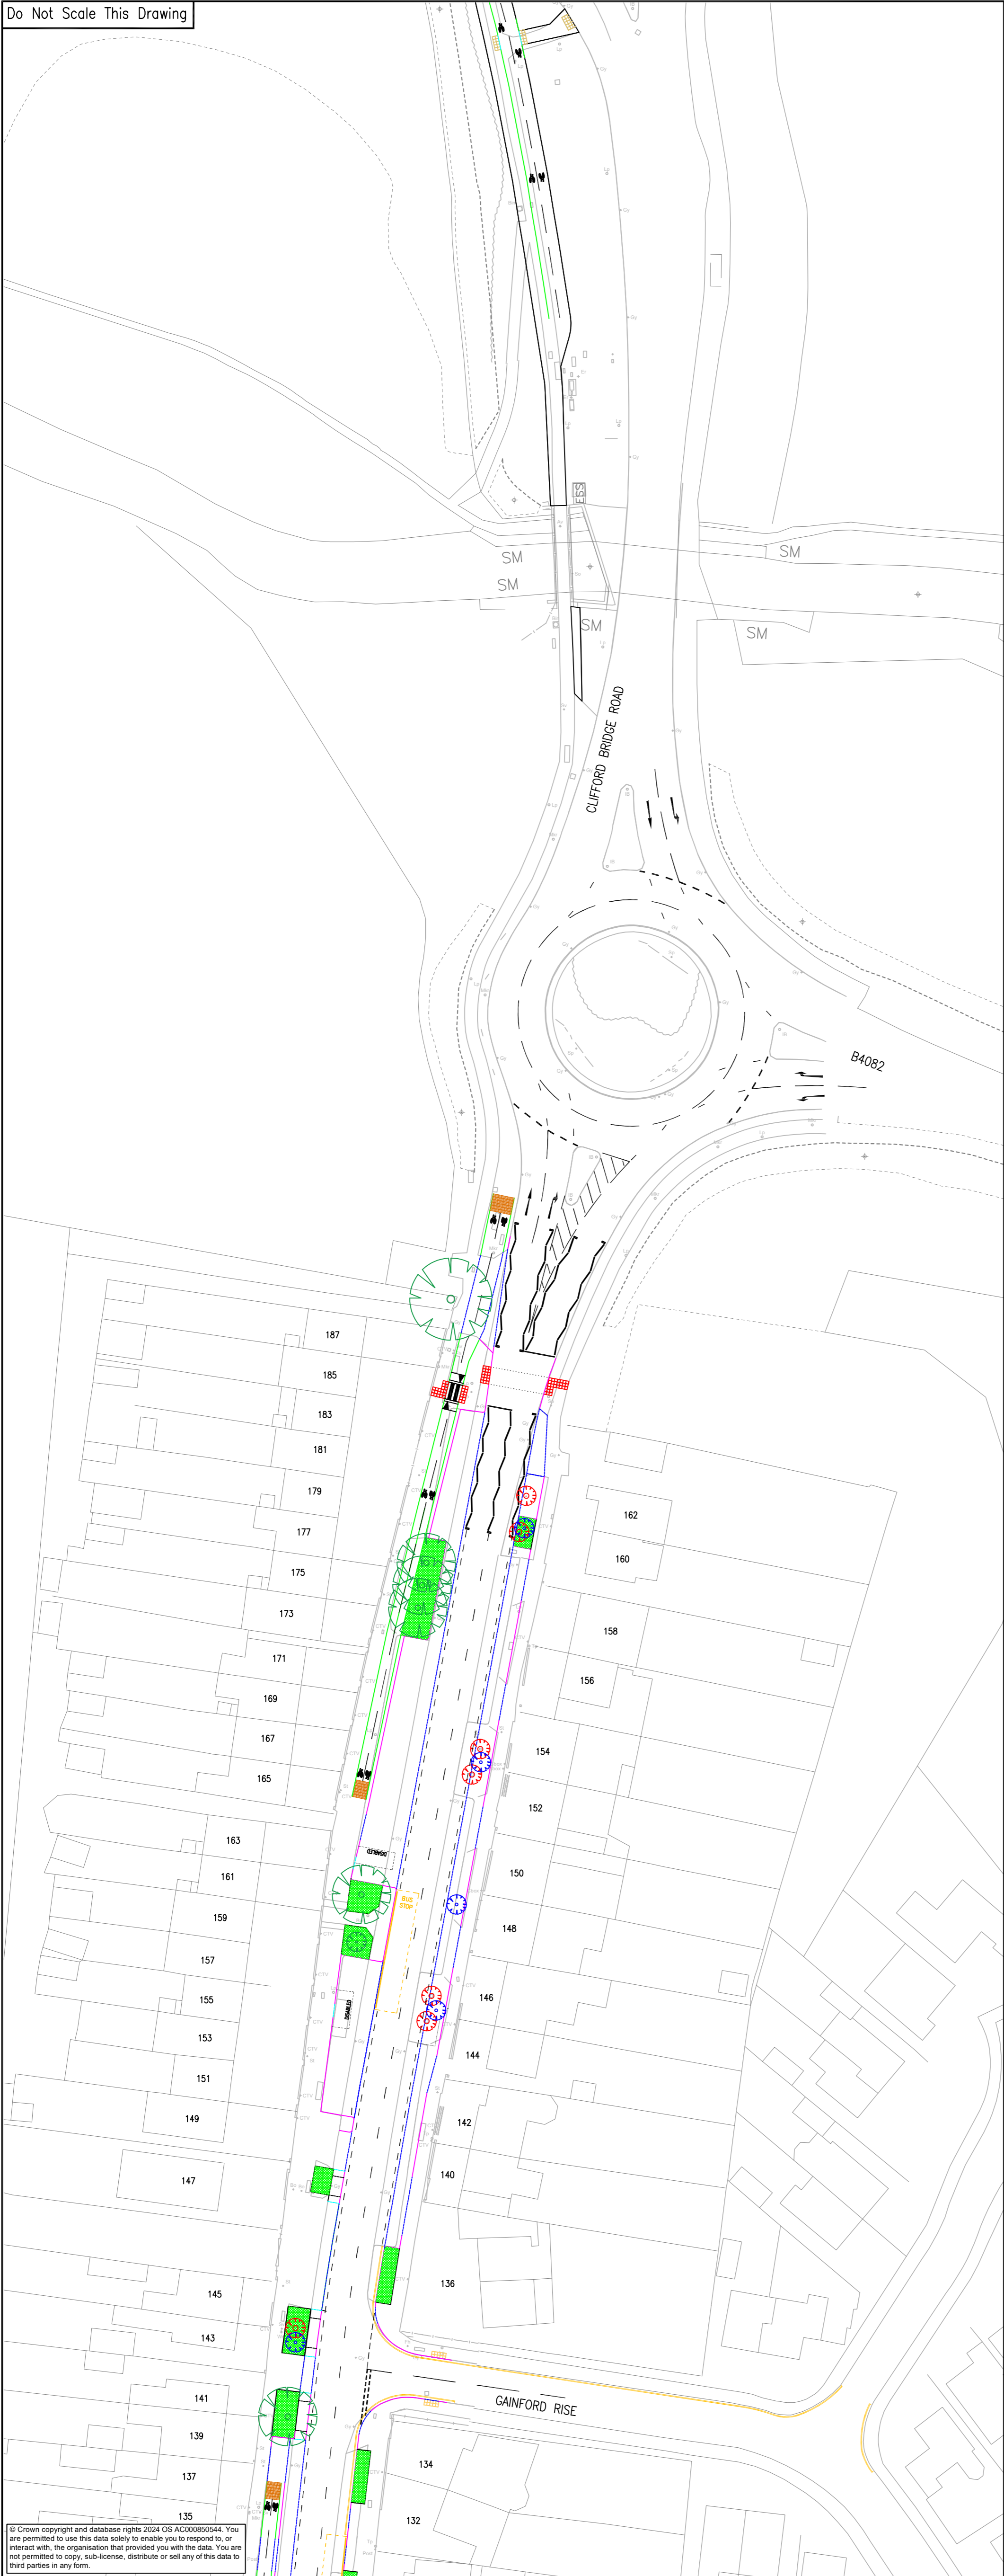 Do Not Scale This Drawing
ESS
SM
SM
SM
SM
SM
CLIFFORD BRIDGE ROAD
B4082
187
185
183
181
179
177
175
173
171
169
167
165
163
161
159
157
155
153
151
149
147
145
143
141
139
137
135
162
160
158
156
154
152
150
148
146
144
142
140
136
134
132
DISABLED
BUS
STOP
DISABLED
GAINFORD RISE
© Crown copyright and database rights 2024 OS AC000850544. You
are permitted to use this data solely to enable you to respond to, or
interact with, the organisation that provided you with the data. You are
not permitted to copy, sub-license, distribute or sell any of this data to
third parties in any form.